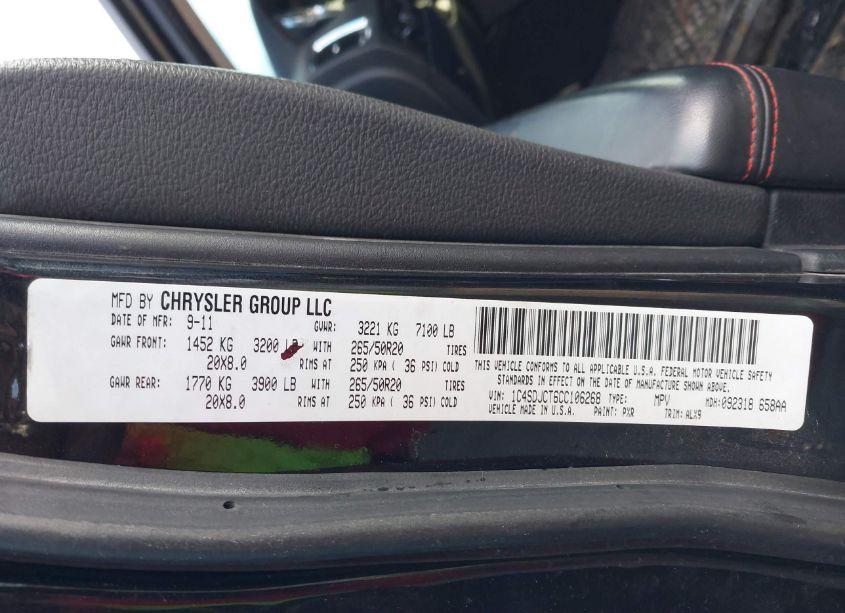 MFD BY CHRYSLER GROUP LLC
DATE OF MFR: 9-11 GVWR: 3221 KG 7100 LB
GAWR FRONT: 1452 KG 3200 LB WITH 265/50R20 TIRES
20X8.0 RIMS AT 250 KPA ( 36 PSI) COLD
GAWR REAR: 1770 KG 3900 LB WITH 265/50R20 TIRES
20X8.0 RIMS AT 250 KPA ( 36 PSI) COLD
THIS VEHICLE CONFORMS TO ALL APPLICABLE U.S.A. FEDERAL MOTOR VEHICLE SAFETY
STANDARDS IN EFFECT ON THE DATE OF MANUFACTURE SHOWN ABOVE.
VIN: 1C4SDJCT6CC106268 TYPE: MPV MDH:092318 658AA
VEHICLE MADE IN U.S.A. PAINT: PXR TRIM: ALX9